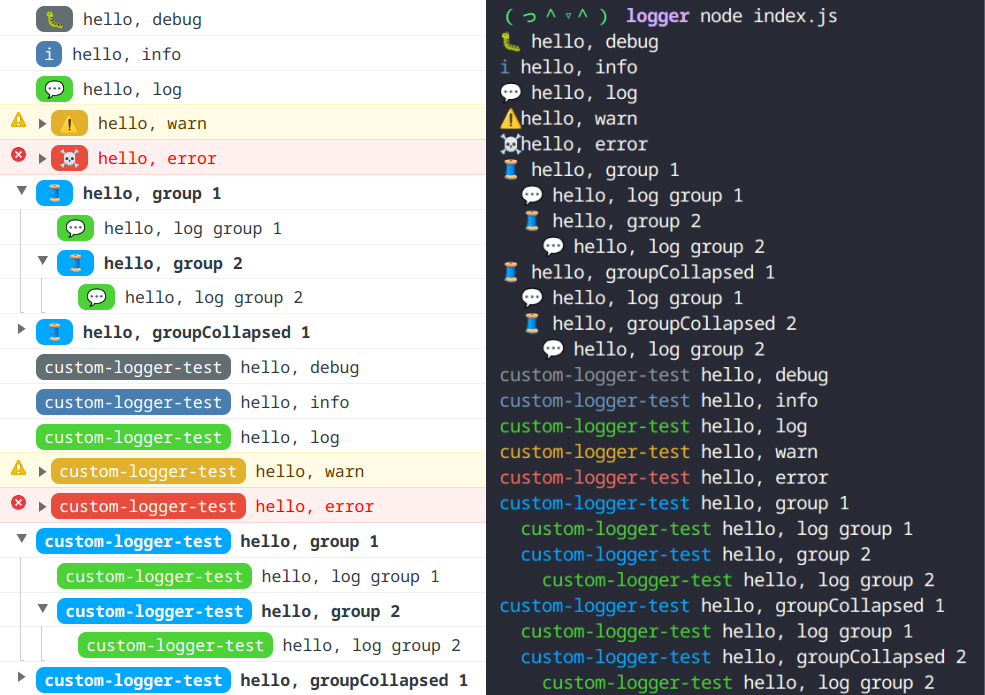 🐛 hello, debug
i hello, info
💬 hello, log
⚠️ hello, warn
☠️ hello, error
🧵 hello, group 1
💬 hello, log group 1
🧵 hello, group 2
💬 hello, log group 2
🧵 hello, groupCollapsed 1
custom-logger-test hello, debug
custom-logger-test hello, info
custom-logger-test hello, log
custom-logger-test hello, warn
custom-logger-test hello, error
custom-logger-test hello, group 1
custom-logger-test hello, log group 1
custom-logger-test hello, group 2
custom-logger-test hello, log group 2
custom-logger-test hello, groupCollapsed 1
(っ^▿^) logger node index.js
🐛 hello, debug
i hello, info
💬 hello, log
⚠️hello, warn
☠️hello, error
🧵 hello, group 1
💬 hello, log group 1
🧵 hello, group 2
💬 hello, log group 2
🧵 hello, groupCollapsed 1
💬 hello, log group 1
🧵 hello, groupCollapsed 2
💬 hello, log group 2
custom-logger-test hello, debug
custom-logger-test hello, info
custom-logger-test hello, log
custom-logger-test hello, warn
custom-logger-test hello, error
custom-logger-test hello, group 1
custom-logger-test hello, log group 1
custom-logger-test hello, group 2
custom-logger-test hello, log group 2
custom-logger-test hello, groupCollapsed 1
custom-logger-test hello, log group 1
custom-logger-test hello, groupCollapsed 2
custom-logger-test hello, log group 2